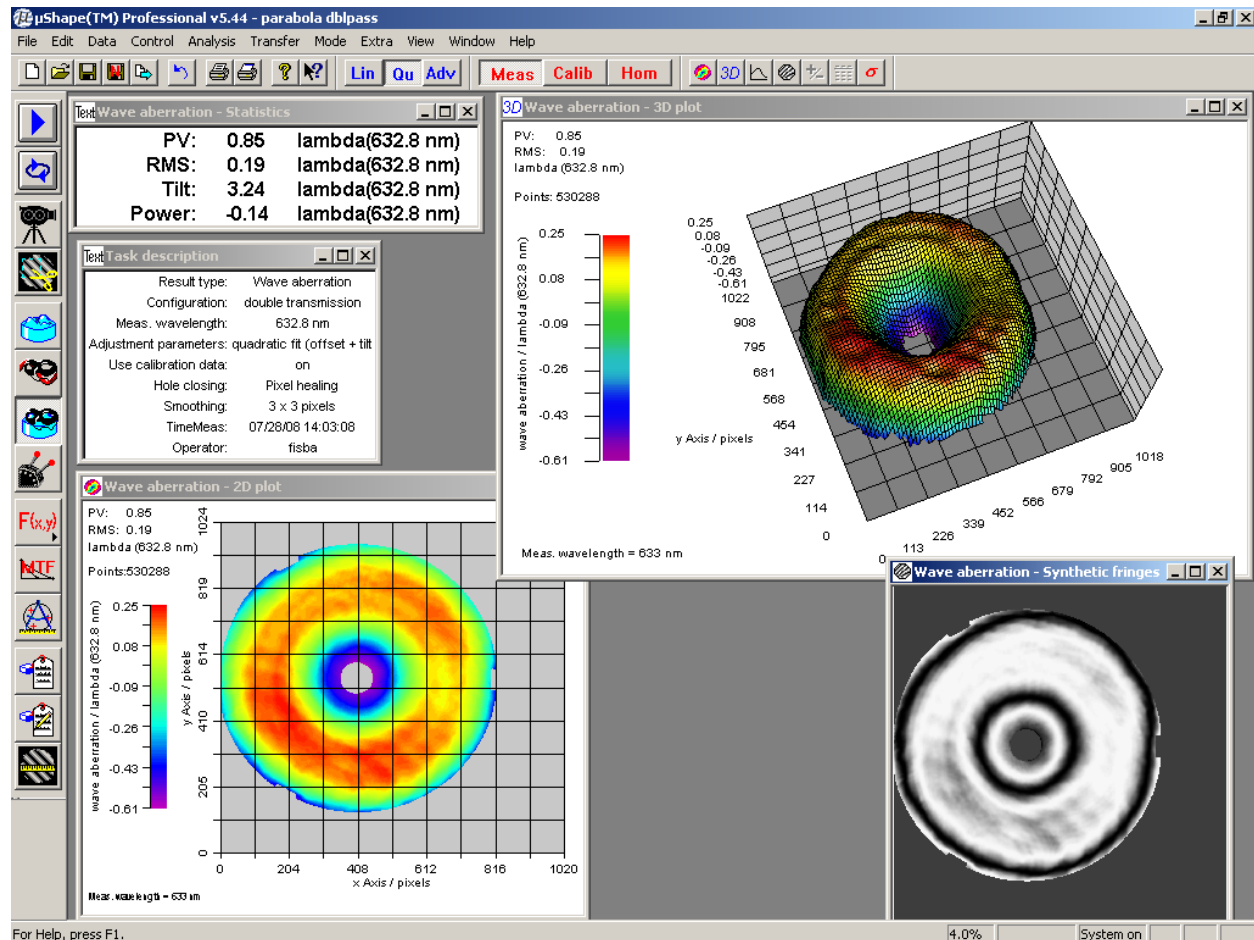 µShape(TM) Professional v5.44 - parabola dblpass
File Edit Data Control Analysis Transfer Mode Extra View Window Help
Lin Qu Adv Meas Calib Hom 3D σ
Text Wave aberration - Statistics
PV: 0.85 lambda(632.8 nm)
RMS: 0.19 lambda(632.8 nm)
Tilt: 3.24 lambda(632.8 nm)
Power: -0.14 lambda(632.8 nm)
Text Task description
Result type: Wave aberration
Configuration: double transmission
Meas. wavelength: 632.8 nm
Adjustment parameters: quadratic fit (offset + tilt
Use calibration data: on
Hole closing: Pixel healing
Smoothing: 3 x 3 pixels
TimeMeas: 07/28/08 14:03:08
Operator: fisba
F(x,y)
MTF
3D Wave aberration - 3D plot
PV: 0.85
RMS: 0.19
lambda (632.8 nm)
Points: 530288
wave aberration / lambda (632.8 nm)
0.25
0.08
-0.09
-0.26
-0.43
-0.61
0.25
0.08
-0.09
-0.26
-0.43
-0.61
1022
908
795
681
568
454
341
227
114
0
y Axis / pixels
0
113
226
339
452
566
679
792
905
1018
Meas. wavelength = 633 nm
Wave aberration - 2D plot
PV: 0.85
RMS: 0.19
lambda (632.8 nm)
Points:530288
wave aberration / lambda (632.8 nm)
0.25
0.08
-0.09
-0.26
-0.43
-0.61
1024
819
614
410
205
0
y Axis / pixels
0 204 408 612 816 1020
x Axis / pixels
Meas. wavelength = 633 nm
Wave aberration - Synthetic fringes
For Help, press F1.
4.0% System on